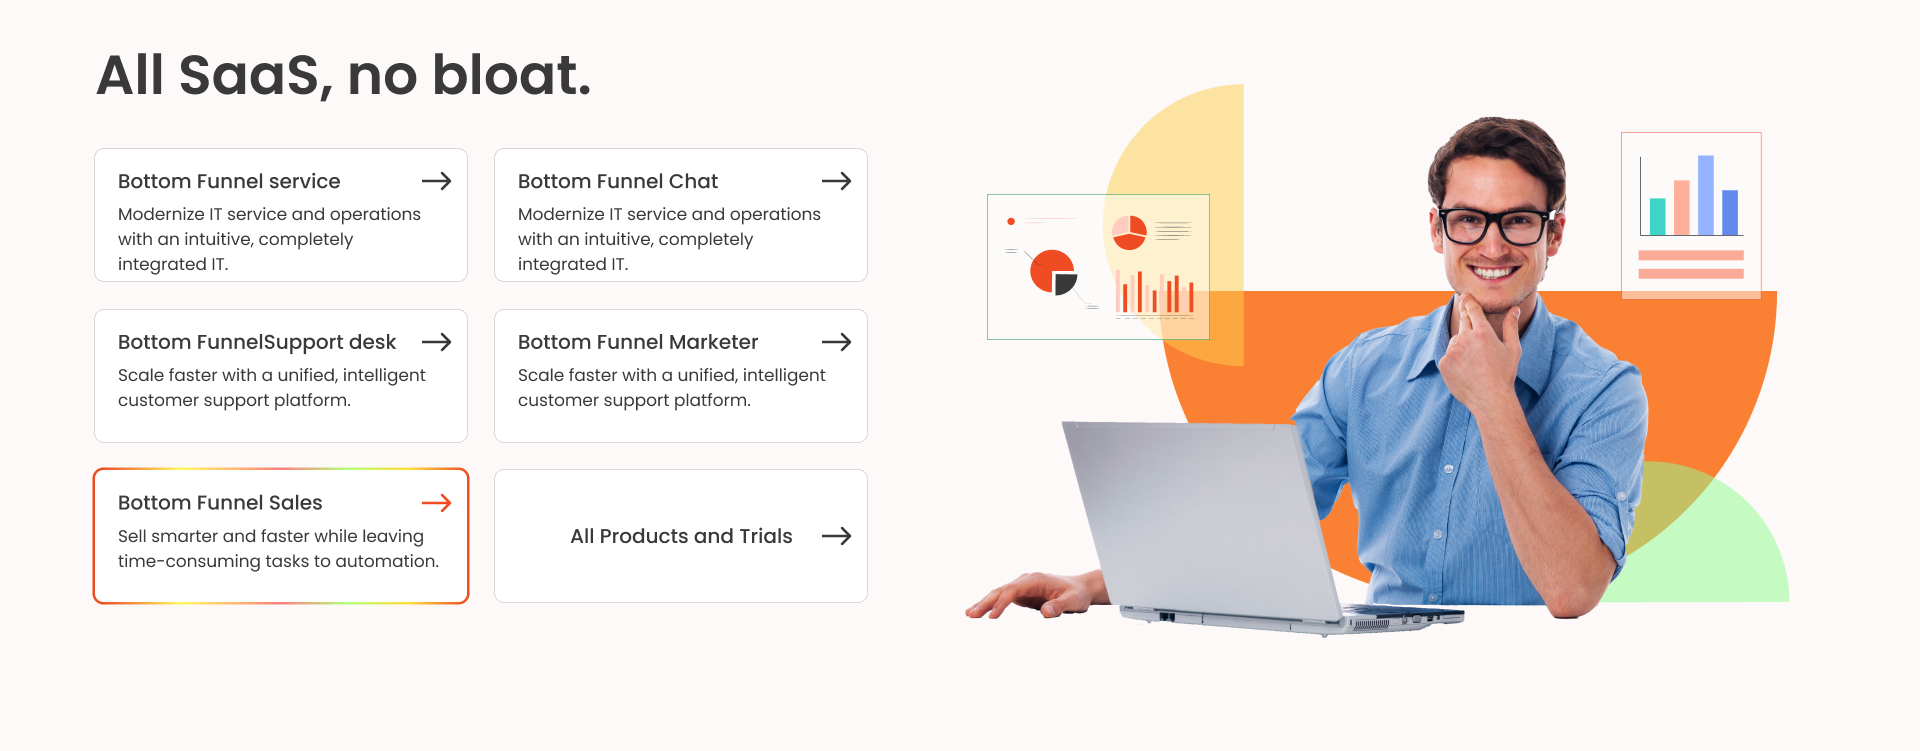 All SaaS, no bloat.
Bottom Funnel service
Modernize IT service and operations
with an intuitive, completely
integrated IT.
Bottom Funnel Chat
Modernize IT service and operations
with an intuitive, completely
integrated IT.
Bottom FunnelSupport desk
Scale faster with a unified, intelligent
customer support platform.
Bottom Funnel Marketer
Scale faster with a unified, intelligent
customer support platform.
Bottom Funnel Sales
Sell smarter and faster while leaving
time-consuming tasks to automation.
All Products and Trials